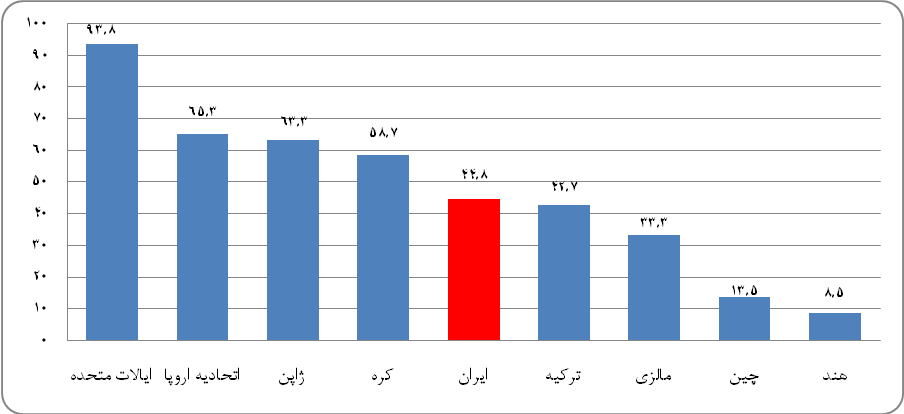 ۱۰۰
۹۰
۸۰
۷۰
۶۰
۵۰
۴۰
۳۰
۲۰
۱۰
۰
۹۳,۸
۶۵,۳
۶۳,۳
۵۸,۷
۴۴,۸
۴۲,۷
۳۳,۳
۱۳,۵
۸,۵
ایالات متحده
اتحادیه اروپا
ژاپن
کره
ایران
ترکیه
مالزی
چین
هند